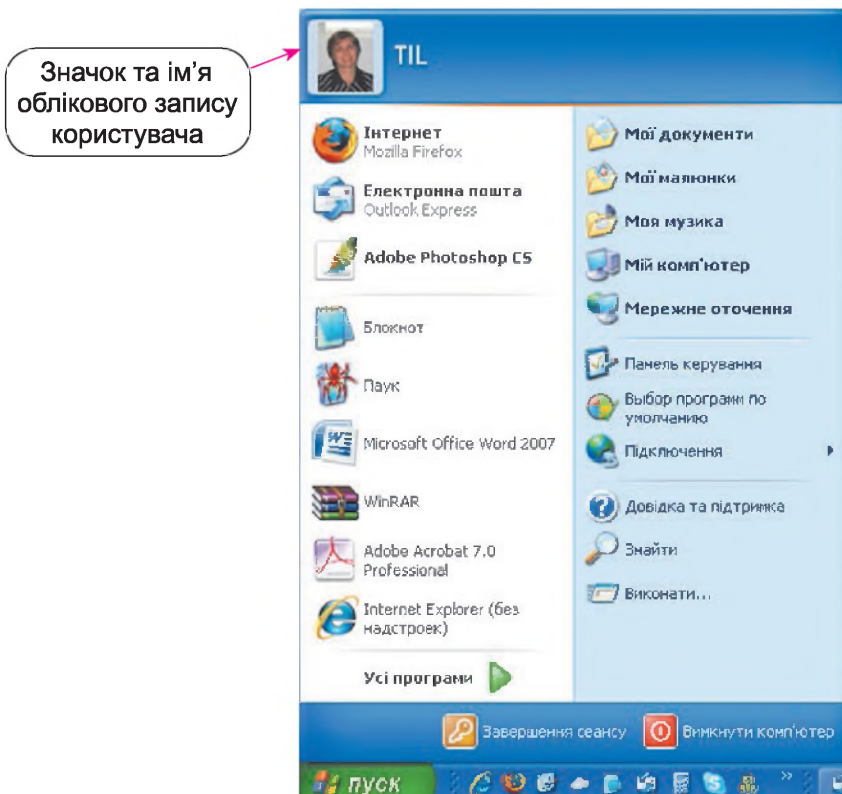 Значок та ім’я
облікового запису
користувача
TIL
Інтернет
Mozilla Firefox
Електронна пошта
Outlook Express
Adobe Photoshop CS
Блокнот
Паук
Microsoft Office Word 2007
WinRAR
Adobe Acrobat 7.0
Professional
Internet Explorer (без
надстроек)
Усі програми
Мої документи
Мої малюнки
Моя музика
Мій комп'ютер
Мережне оточення
Панель керування
Выбор программ по
умолчанию
Підключення
Довідка та підтримка
Знайти
Виконати...
Завершення сеансу
Вимкнути комп'ютер
пуск